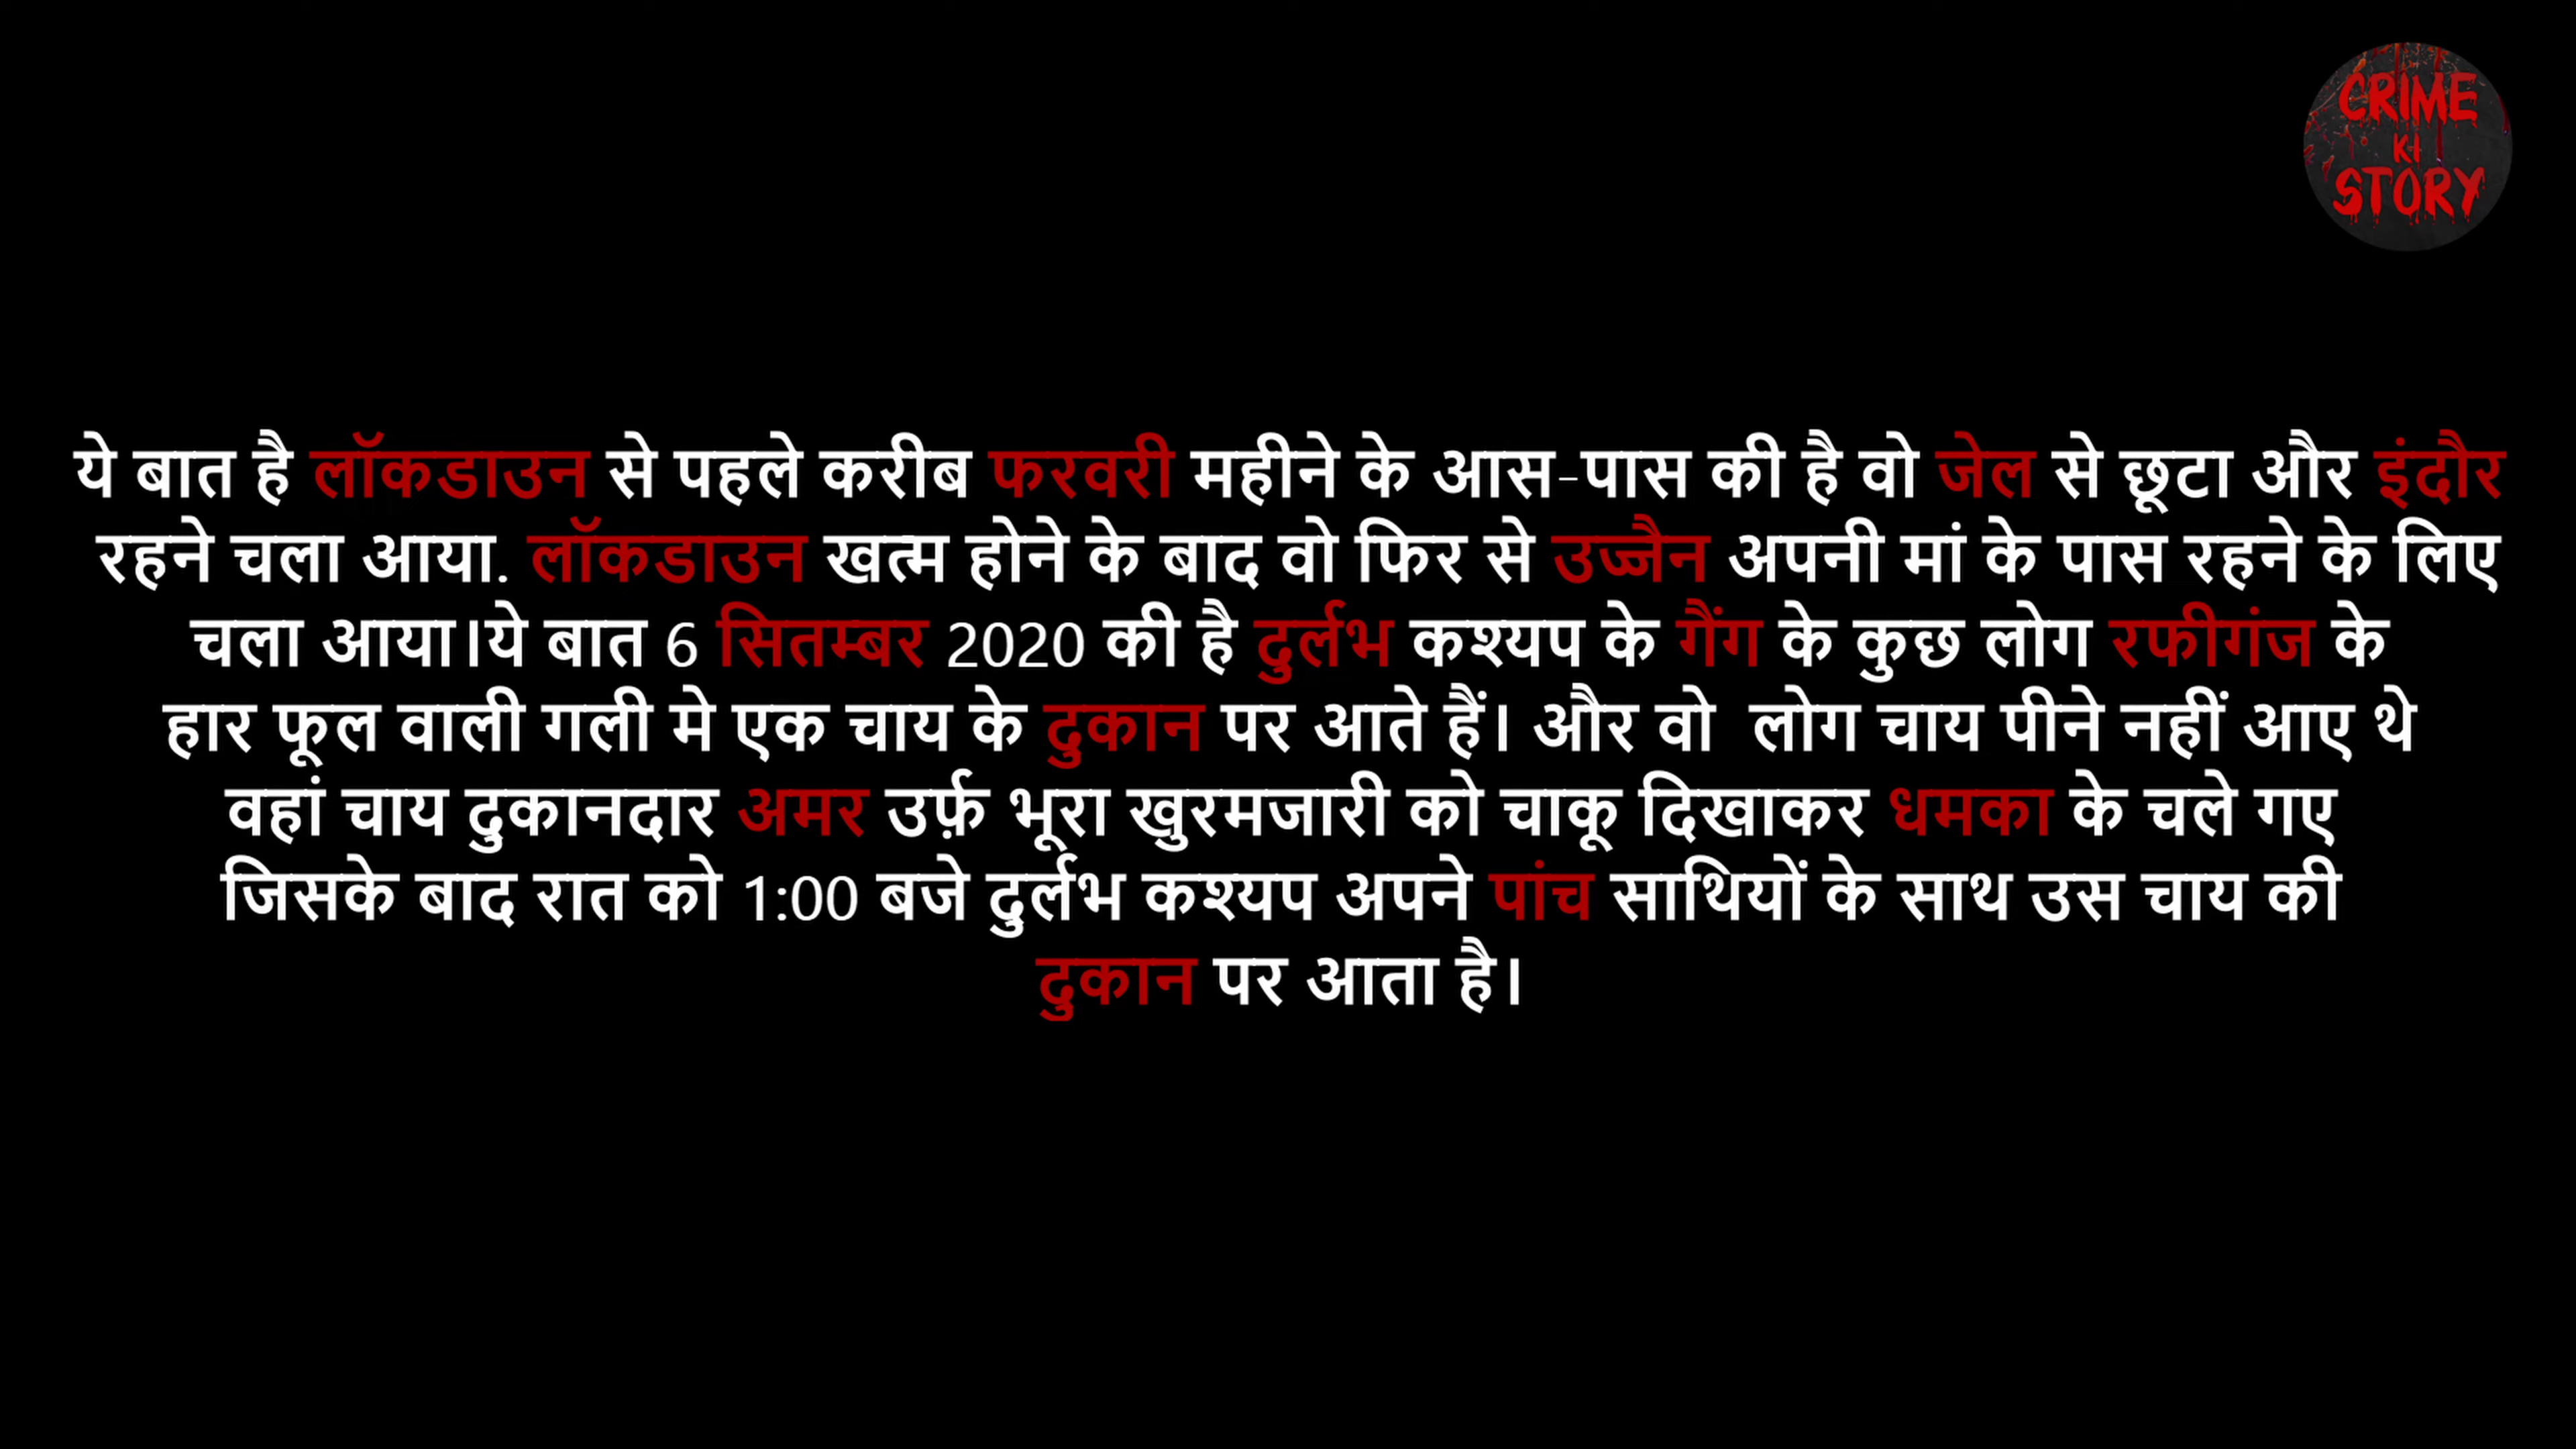 CRIME
KI
STORY
ये बात है लॉकडाउन से पहले करीब फरवरी महीने के आस-पास की है वो जेल से छूटा और इंदौर
रहने चला आया. लॉकडाउन खत्म होने के बाद वो फिर से उज्जैन अपनी मां के पास रहने के लिए
चला आया।ये बात 6 सितम्बर 2020 की है दुर्लभ कश्यप के गैंग के कुछ लोग रफीगंज के
हार फूल वाली गली मे एक चाय के दुकान पर आते हैं। और वो लोग चाय पीने नहीं आए थे
वहां चाय दुकानदार अमर उर्फ़ भूरा खुरमजारी को चाकू दिखाकर धमका के चले गए
जिसके बाद रात को 1:00 बजे दुर्लभ कश्यप अपने पांच साथियों के साथ उस चाय की
दुकान पर आता है।